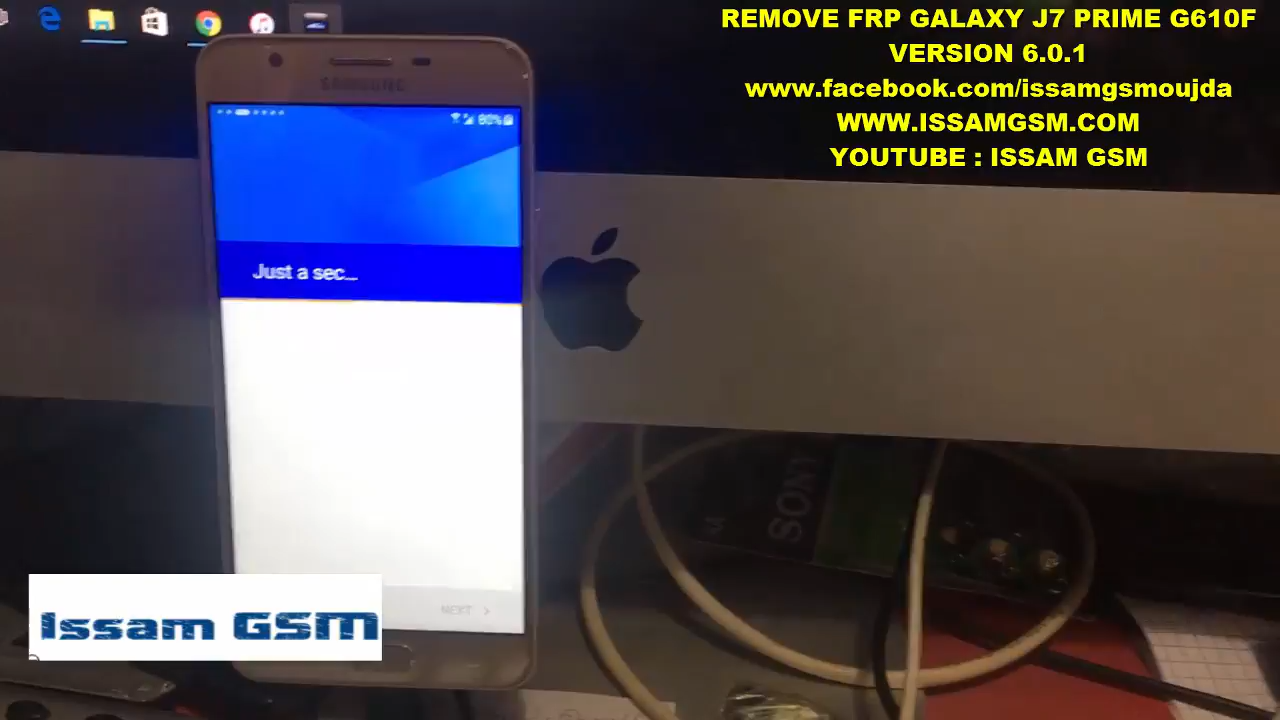 REMOVE FRP GALAXY J7 PRIME G610F
VERSION 6.0.1
www.facebook.com/issamgsmoujda
WWW.ISSAMGSM.COM
YOUTUBE : ISSAM GSM
SAMSUNG
80%
Just a sec...
SONY
NEXT >
Issam GSM